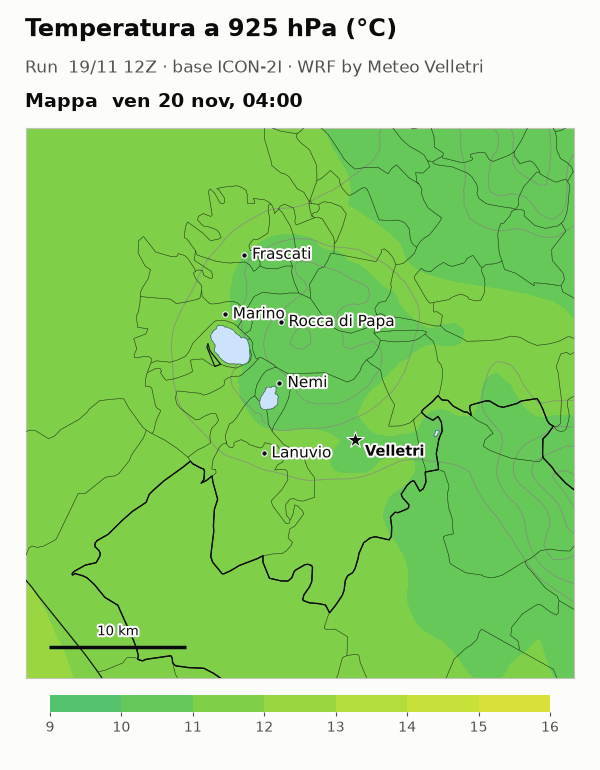 Temperatura a 925 hPa (°C)
Run  19/11 12Z · base ICON-2I · WRF by Meteo Velletri
Mappa  ven 20 nov, 04:00
Frascati
Marino
Rocca di Papa
Nemi
Velletri
Lanuvio
10 km
9 10 11 12 13 14 15 16